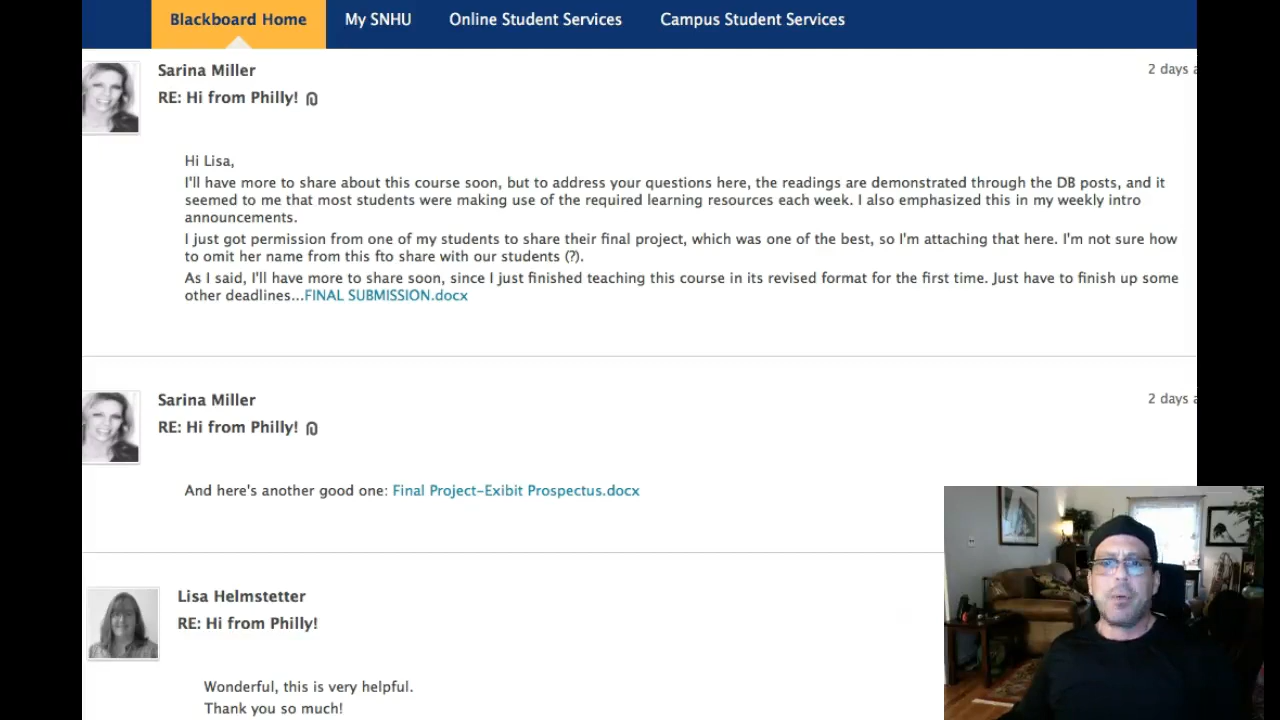 Blackboard Home My SNHU Online Student Services Campus Student Services
Sarina Miller
2 days a
RE: Hi from Philly!
Hi Lisa,
I'll have more to share about this course soon, but to address your questions here, the readings are demonstrated through the DB posts, and it
seemed to me that most students were making use of the required learning resources each week. I also emphasized this in my weekly intro
announcements.
I just got permission from one of my students to share their final project, which was one of the best, so I'm attaching that here. I'm not sure how
to omit her name from this fto share with our students (?).
As I said, I'll have more to share soon, since I just finished teaching this course in its revised format for the first time. Just have to finish up some
other deadlines...FINAL SUBMISSION.docx
Sarina Miller
2 days a
RE: Hi from Philly!
And here's another good one: Final Project-Exibit Prospectus.docx
Lisa Helmstetter
RE: Hi from Philly!
Wonderful, this is very helpful.
Thank you so much!